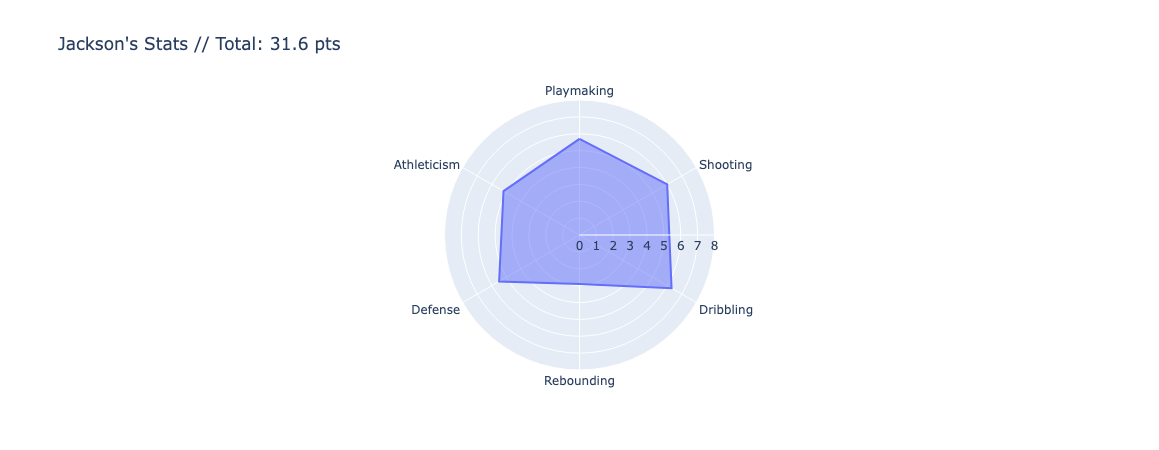 Jackson's Stats // Total: 31.6 pts
Playmaking
Athleticism
Shooting
0 1 2 3 4 5 6 7 8
Defense
Dribbling
Rebounding